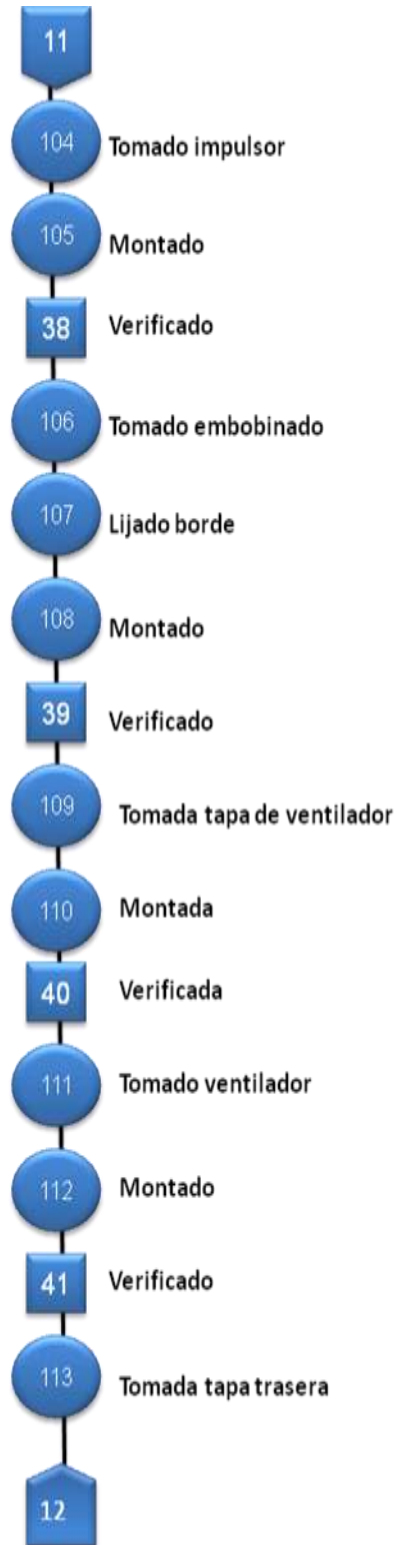 11
104 Tomado impulsor
105 Montado
38 Verificado
106 Tomado embobinado
107 Lijado borde
108 Montado
39 Verificado
109 Tomada tapa de ventilador
110 Montada
40 Verificada
111 Tomado ventilador
112 Montado
41 Verificado
113 Tomada tapa trasera
12